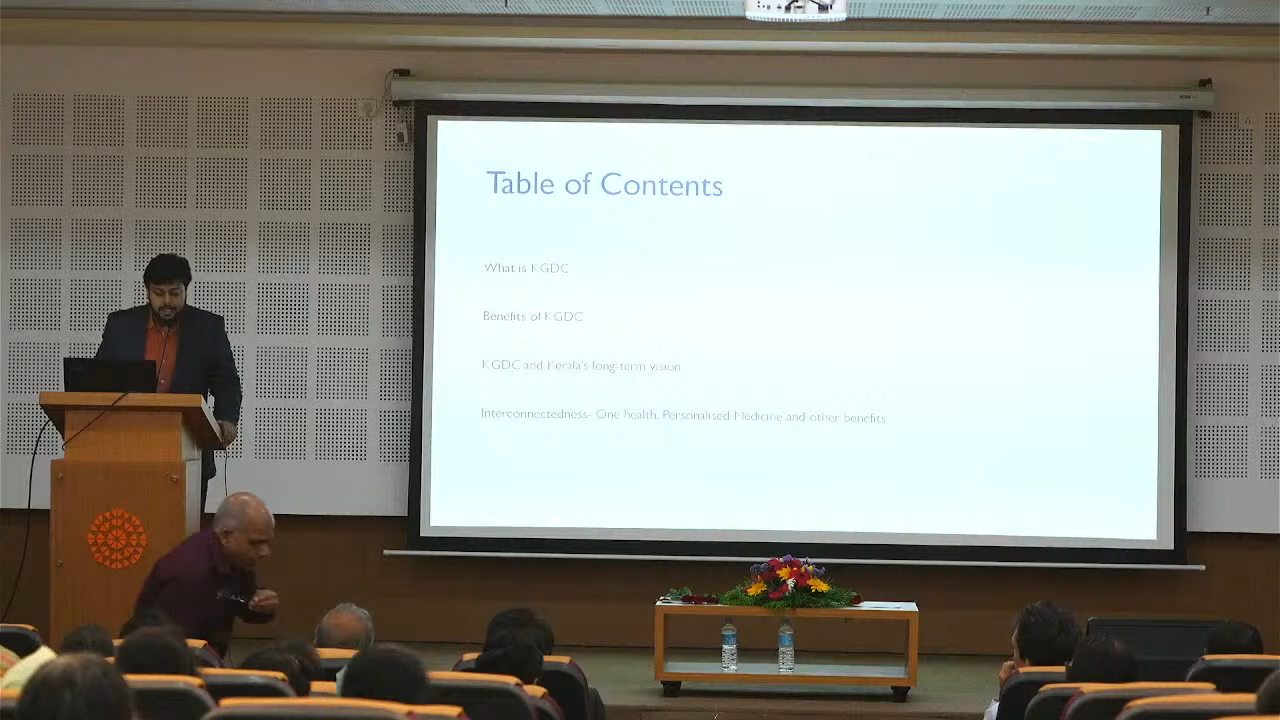 Table of Contents
What is KGDC
Benefits of KGDC
KGDC and Kerala's long-term vision
Interconnectedness- One health, Personalised Medicine and other benefits